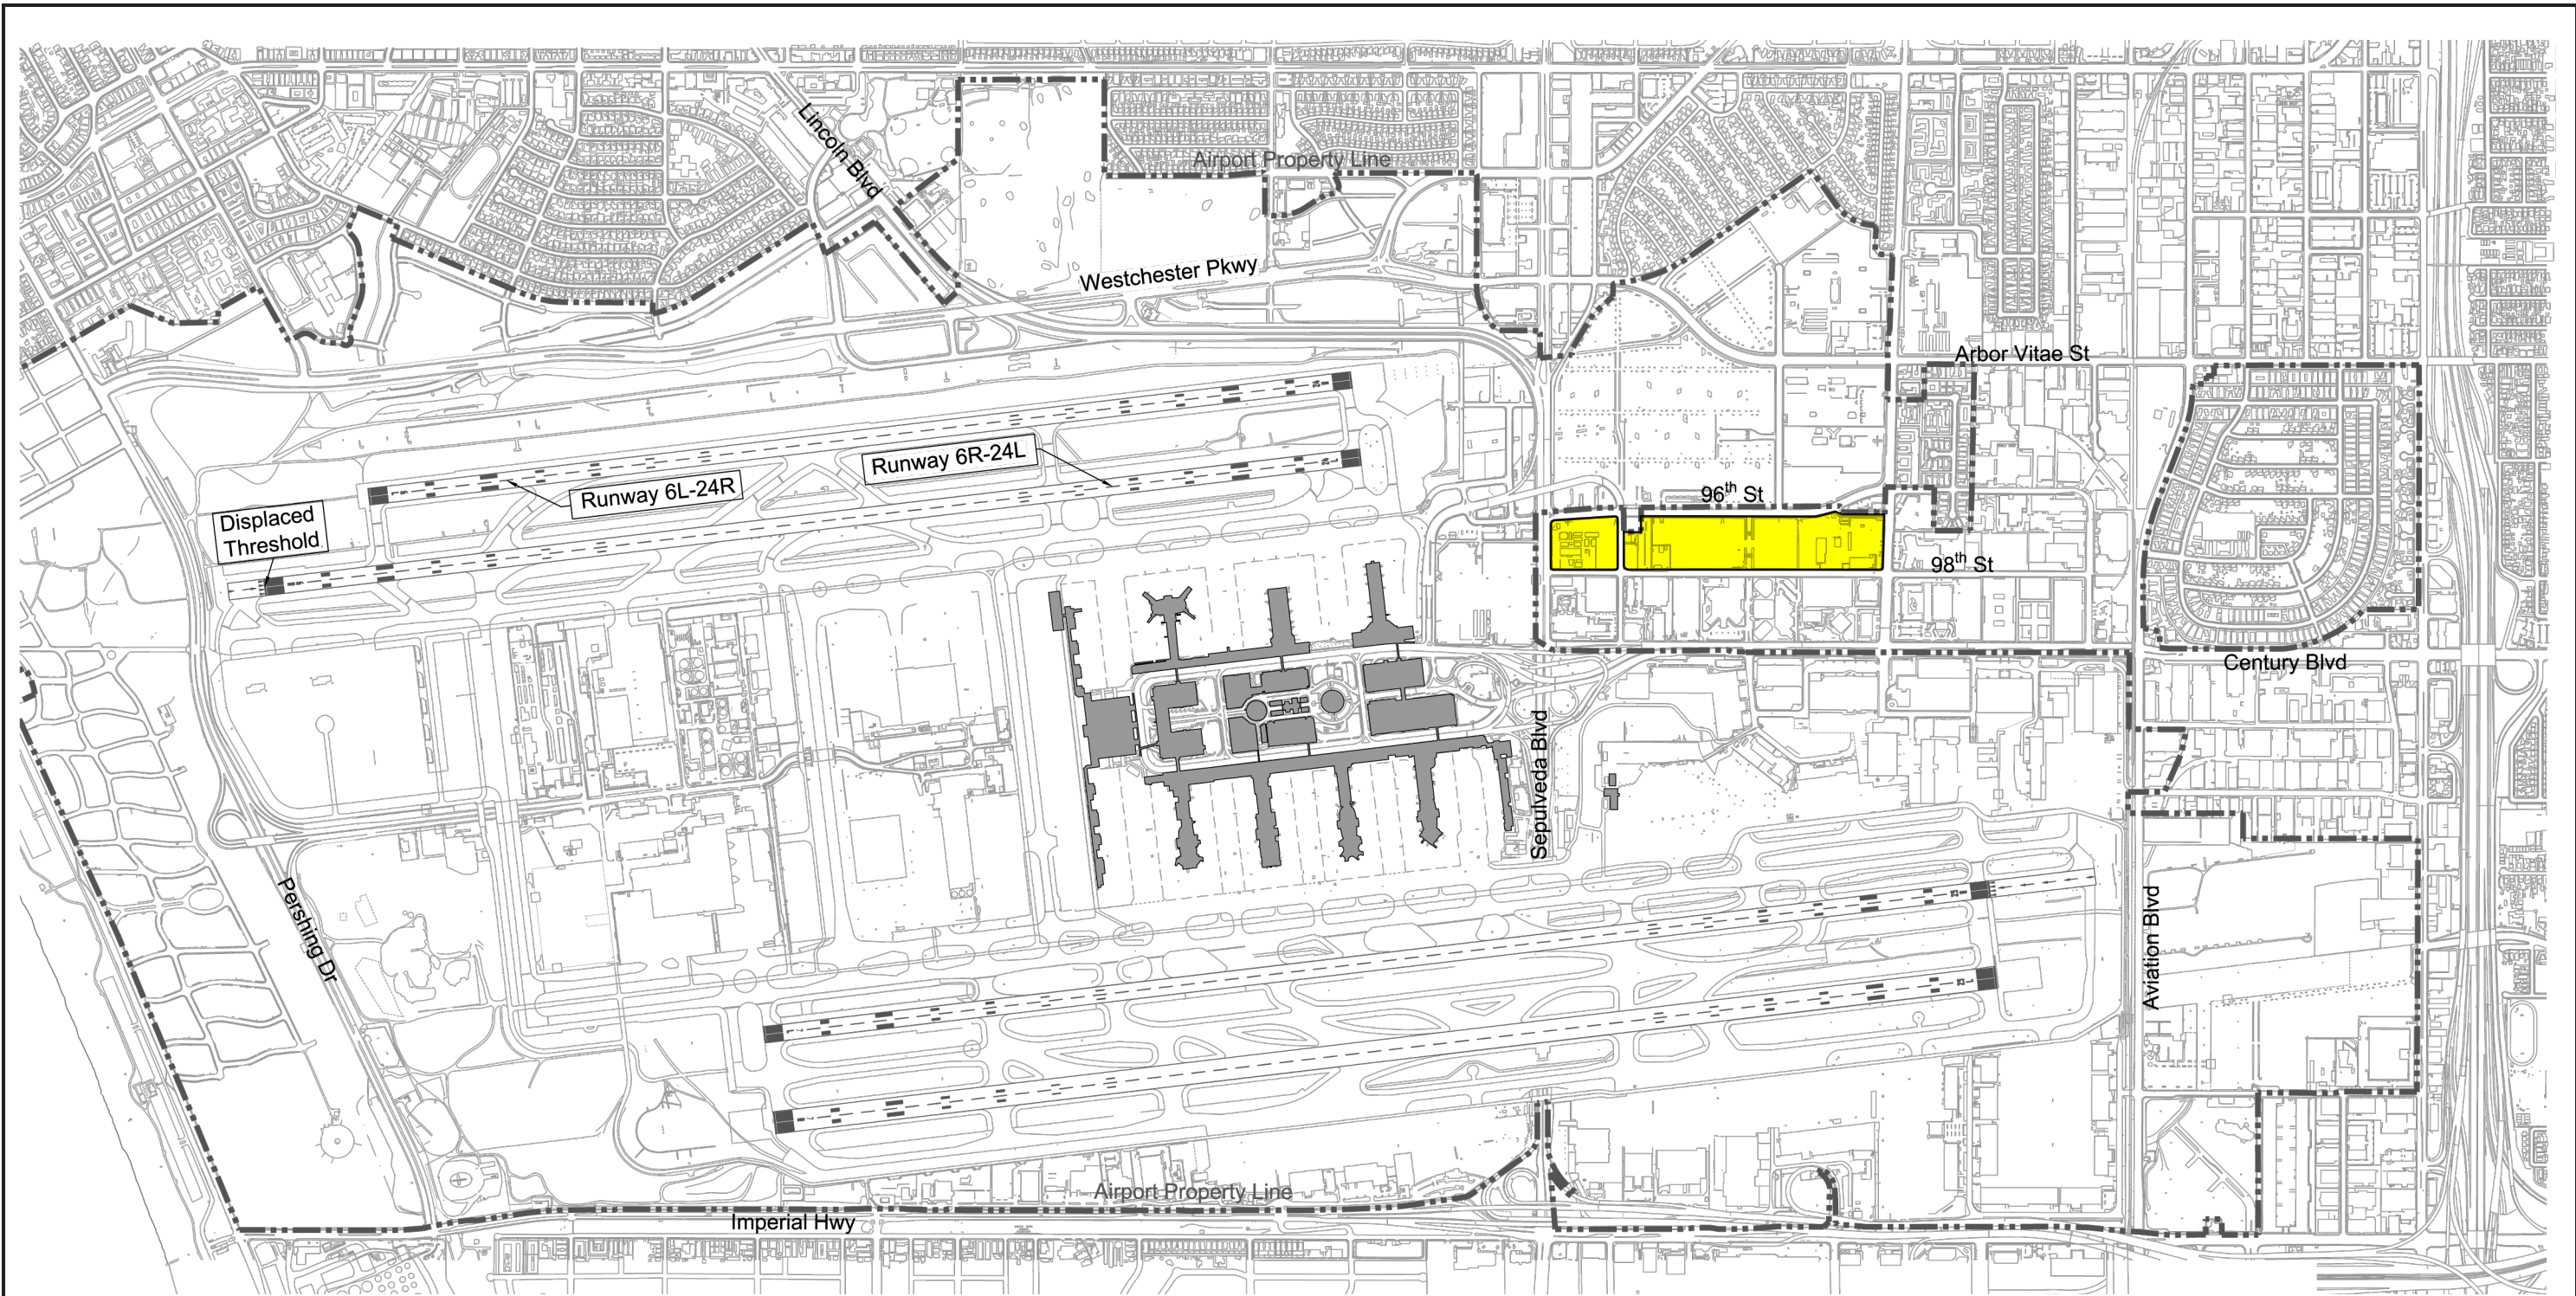 Lincoln Blvd
Airport Property Line
Westchester Pkwy
Arbor Vitae St
Runway 6R-24L
Runway 6L-24R
96th St
Displaced
Threshold
98th St
Century Blvd
Sepulveda Blvd
Pershing Dr
Aviation Blvd
Airport Property Line
Imperial Hwy